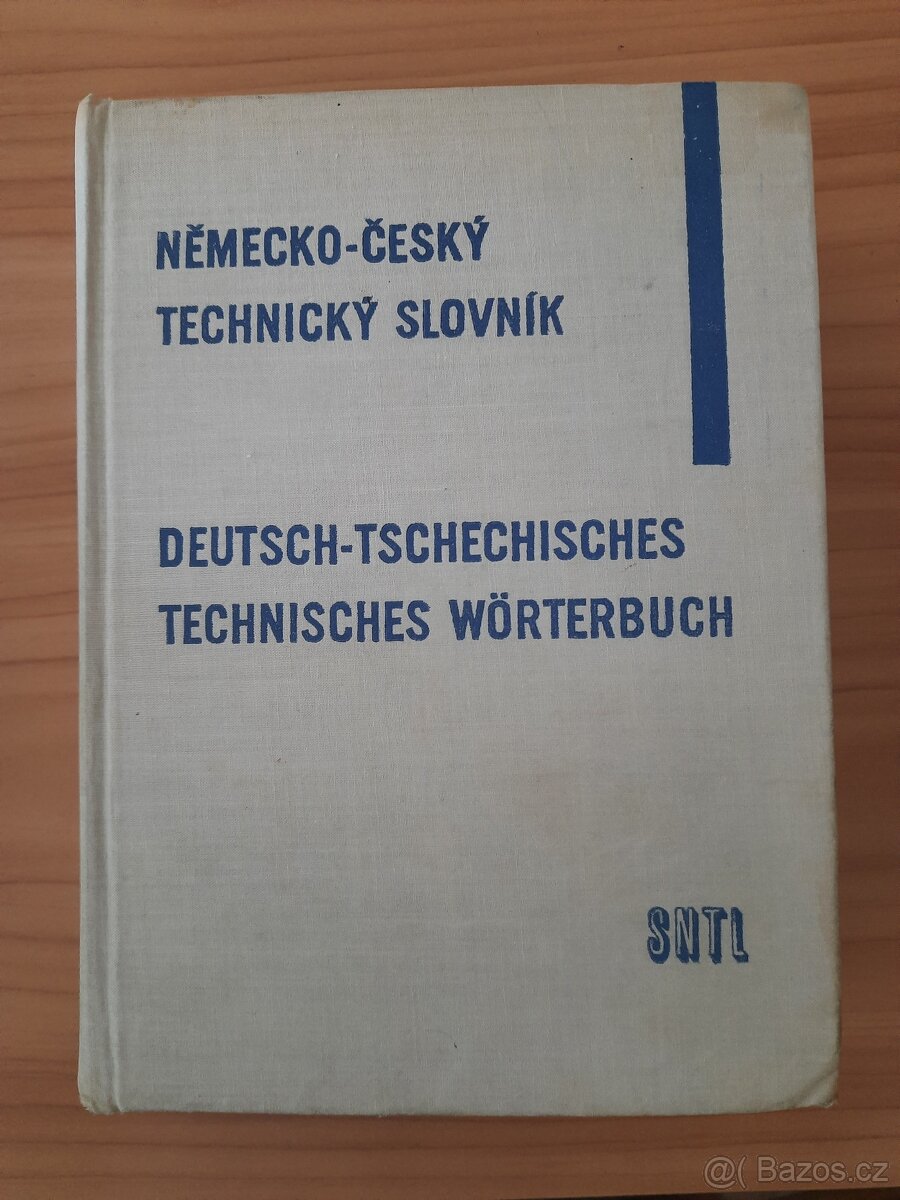 NĚMECKO-ČESKÝ
TECHNICKÝ SLOVNÍK
DEUTSCH-TSCHECHISCHES
TECHNISCHES WÖRTERBUCH
SNTL
@( Bazos.cz